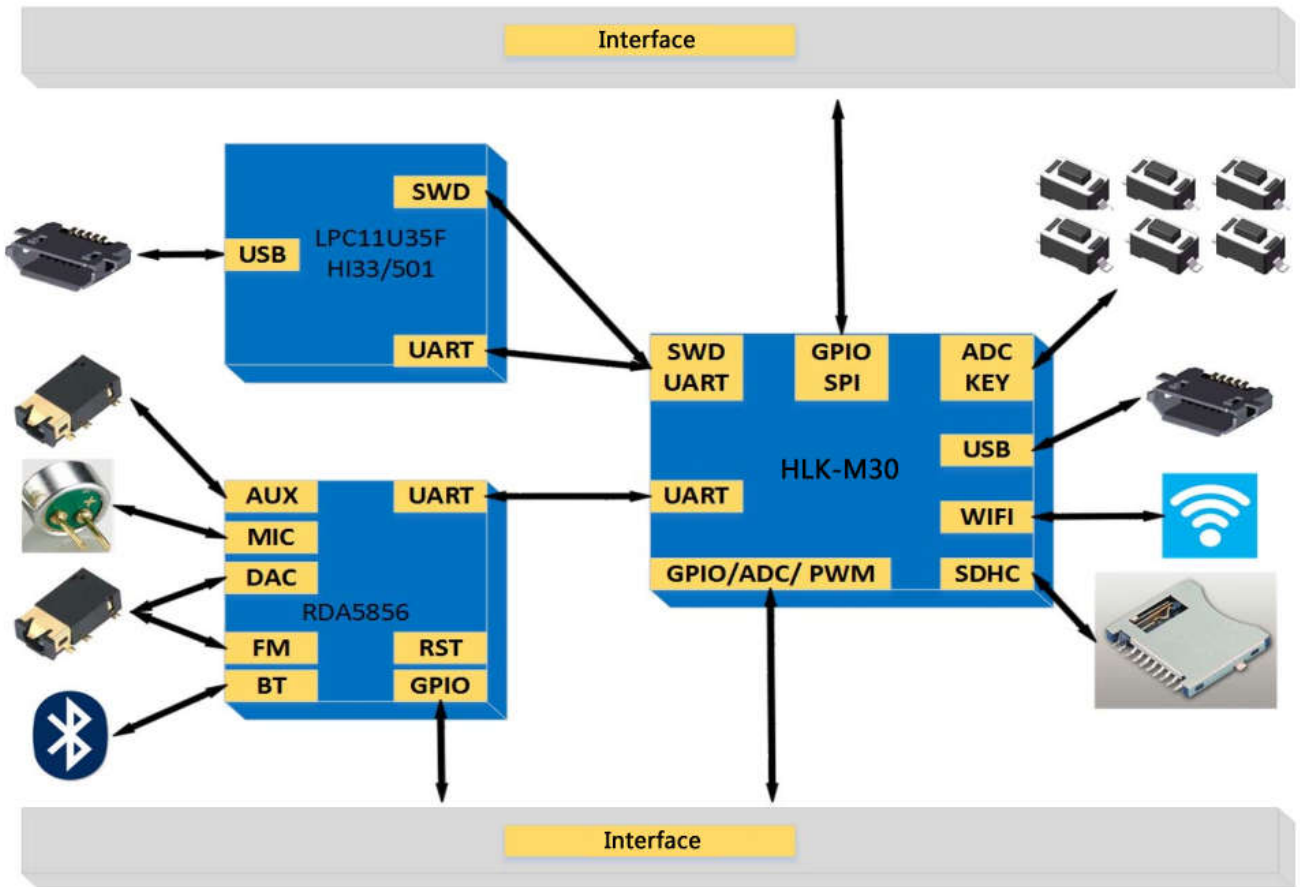 Interface
SWD
LPC11U35F
HI33/501
USB
UART
SWD
UART
GPIO
SPI
ADC
KEY
USB
HLK-M30
UART
WIFI
GPIO/ADC/ PWM
SDHC
AUX
UART
MIC
DAC
RDA5856
FM
RST
BT
GPIO
Interface